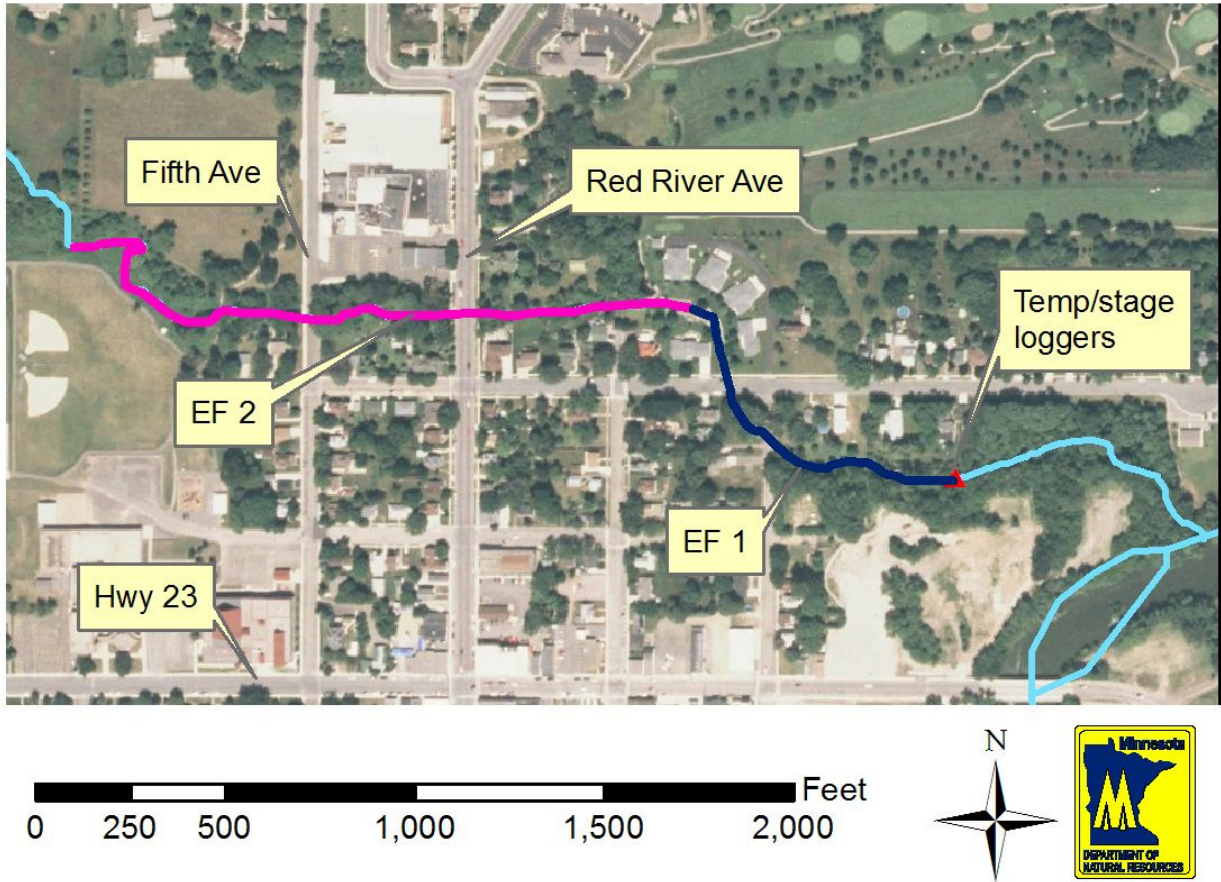 Fifth Ave
Red River Ave
Temp/stage
loggers
EF 2
EF 1
Hwy 23
N
Feet
0 250 500 1,000 1,500 2,000
Minnesota
DEPARTMENT OF
NATURAL RESOURCES